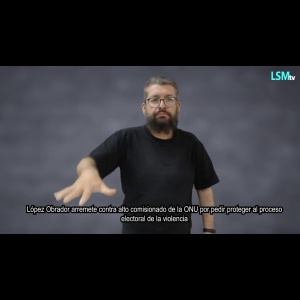 LSMtv
López Obrador arremete contra alto comisionado de la ONU por pedir proteger al proceso
electoral de la violencia